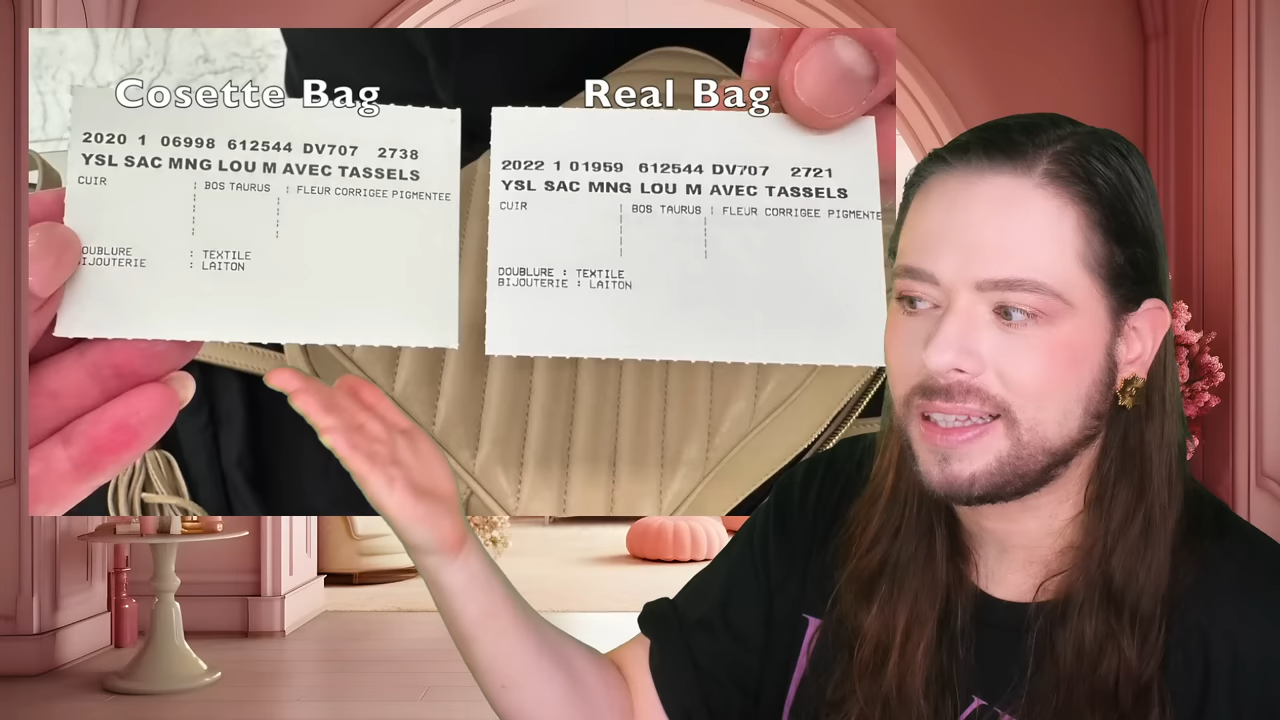 Cosette Bag
2020 1 06998 612544 DV707 2738
YSL SAC MNG LOU M AVEC TASSELS
CUIR ¦ BOS TAURUS ¦ FLEUR CORRIGEE PIGMENTEE
OUBLURE : TEXTILE
IJOUTERIE : LAITON
Real Bag
2022 1 01959 612544 DV707 2721
YSL SAC MNG LOU M AVEC TASSELS
CUIR ¦ BOS TAURUS ¦ FLEUR CORRIGEE PIGMENTE
DOUBLURE : TEXTILE
BIJOUTERIE : LAITON